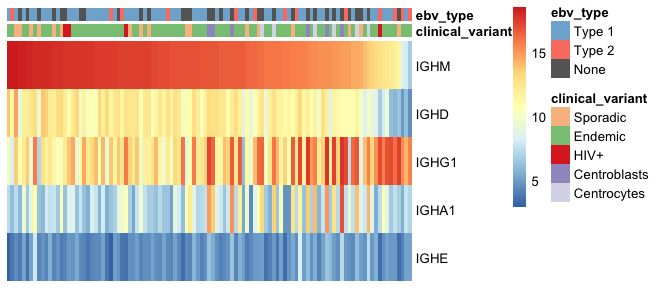 ebv_type
clinical_variant
IGHM
IGHD
IGHG1
IGHA1
IGHE
15
10
5
ebv_type
Type 1
Type 2
None
clinical_variant
Sporadic
Endemic
HIV+
Centroblasts
Centrocytes